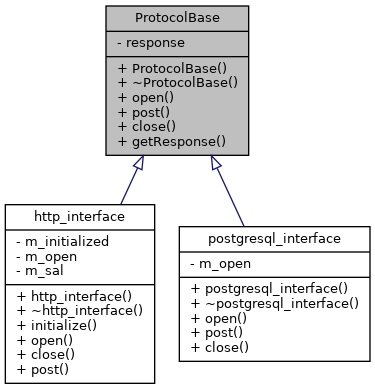 ProtocolBase
- response
+ ProtocolBase()
+ ~ProtocolBase()
+ open()
+ post()
+ close()
+ getResponse()
http_interface
- m_initialized
- m_open
- m_sal
+ http_interface()
+ ~http_interface()
+ initialize()
+ open()
+ close()
+ post()
postgresql_interface
- m_open
+ postgresql_interface()
+ ~postgresql_interface()
+ open()
+ post()
+ close()